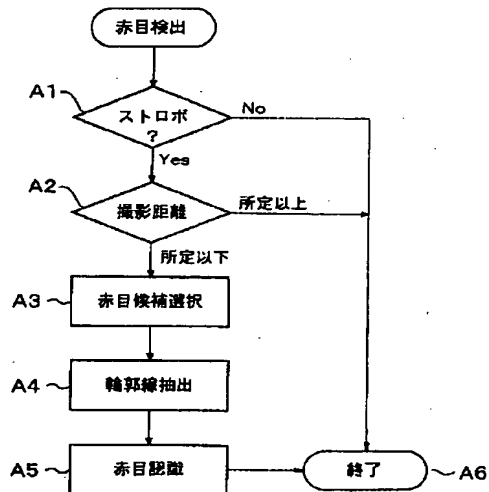 赤目検出
A1
ストロボ
?
No
Yes
A2
撮影距離
所定以上
所定以下
A3
赤目候補選択
A4
輪郭線抽出
A5
赤目認識
終了
A6